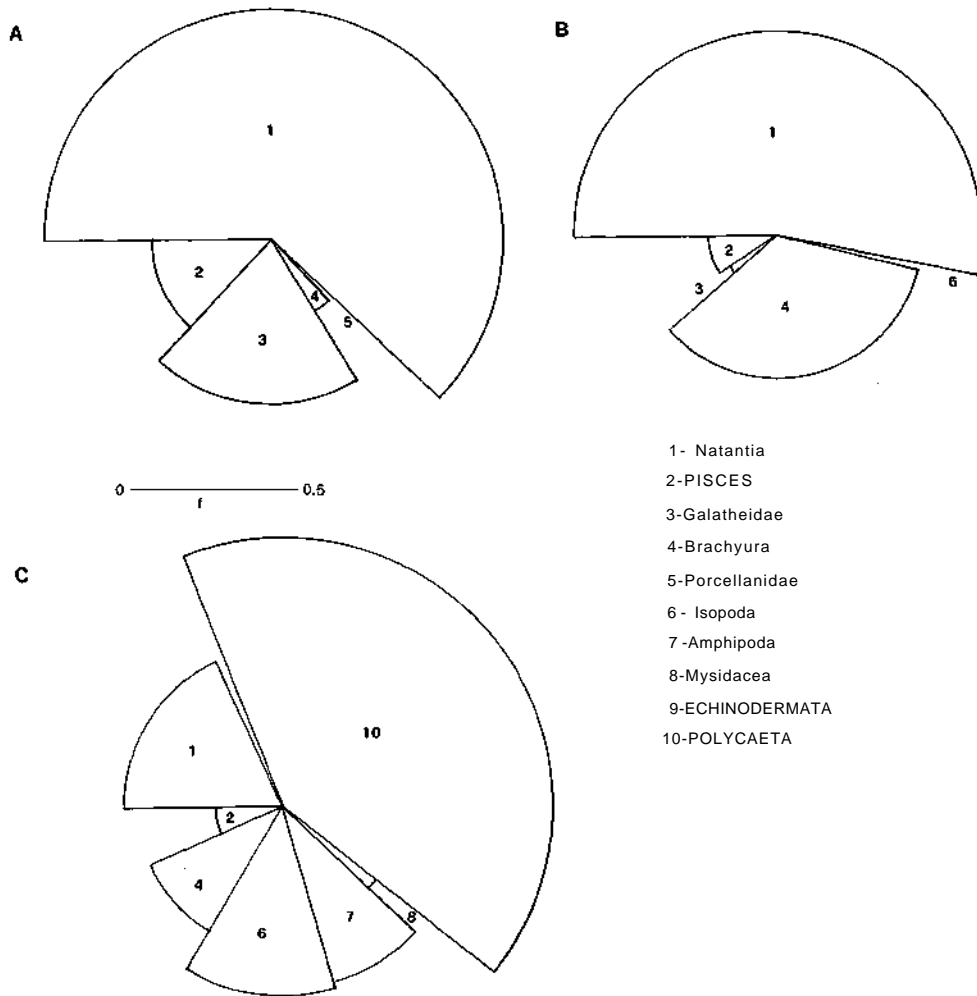 A
1
2
3
4
5
B
1
2
3
4
6
0 0.5
f
C
1
2
4
6
7
8
10
1- Natantia
2-PISCES
3-Galatheidae
4-Brachyura
5-Porcellanidae
6 - Isopoda
7 -Amphipoda
8-Mysidacea
9-ECHINODERMATA
10-POLYCAETA